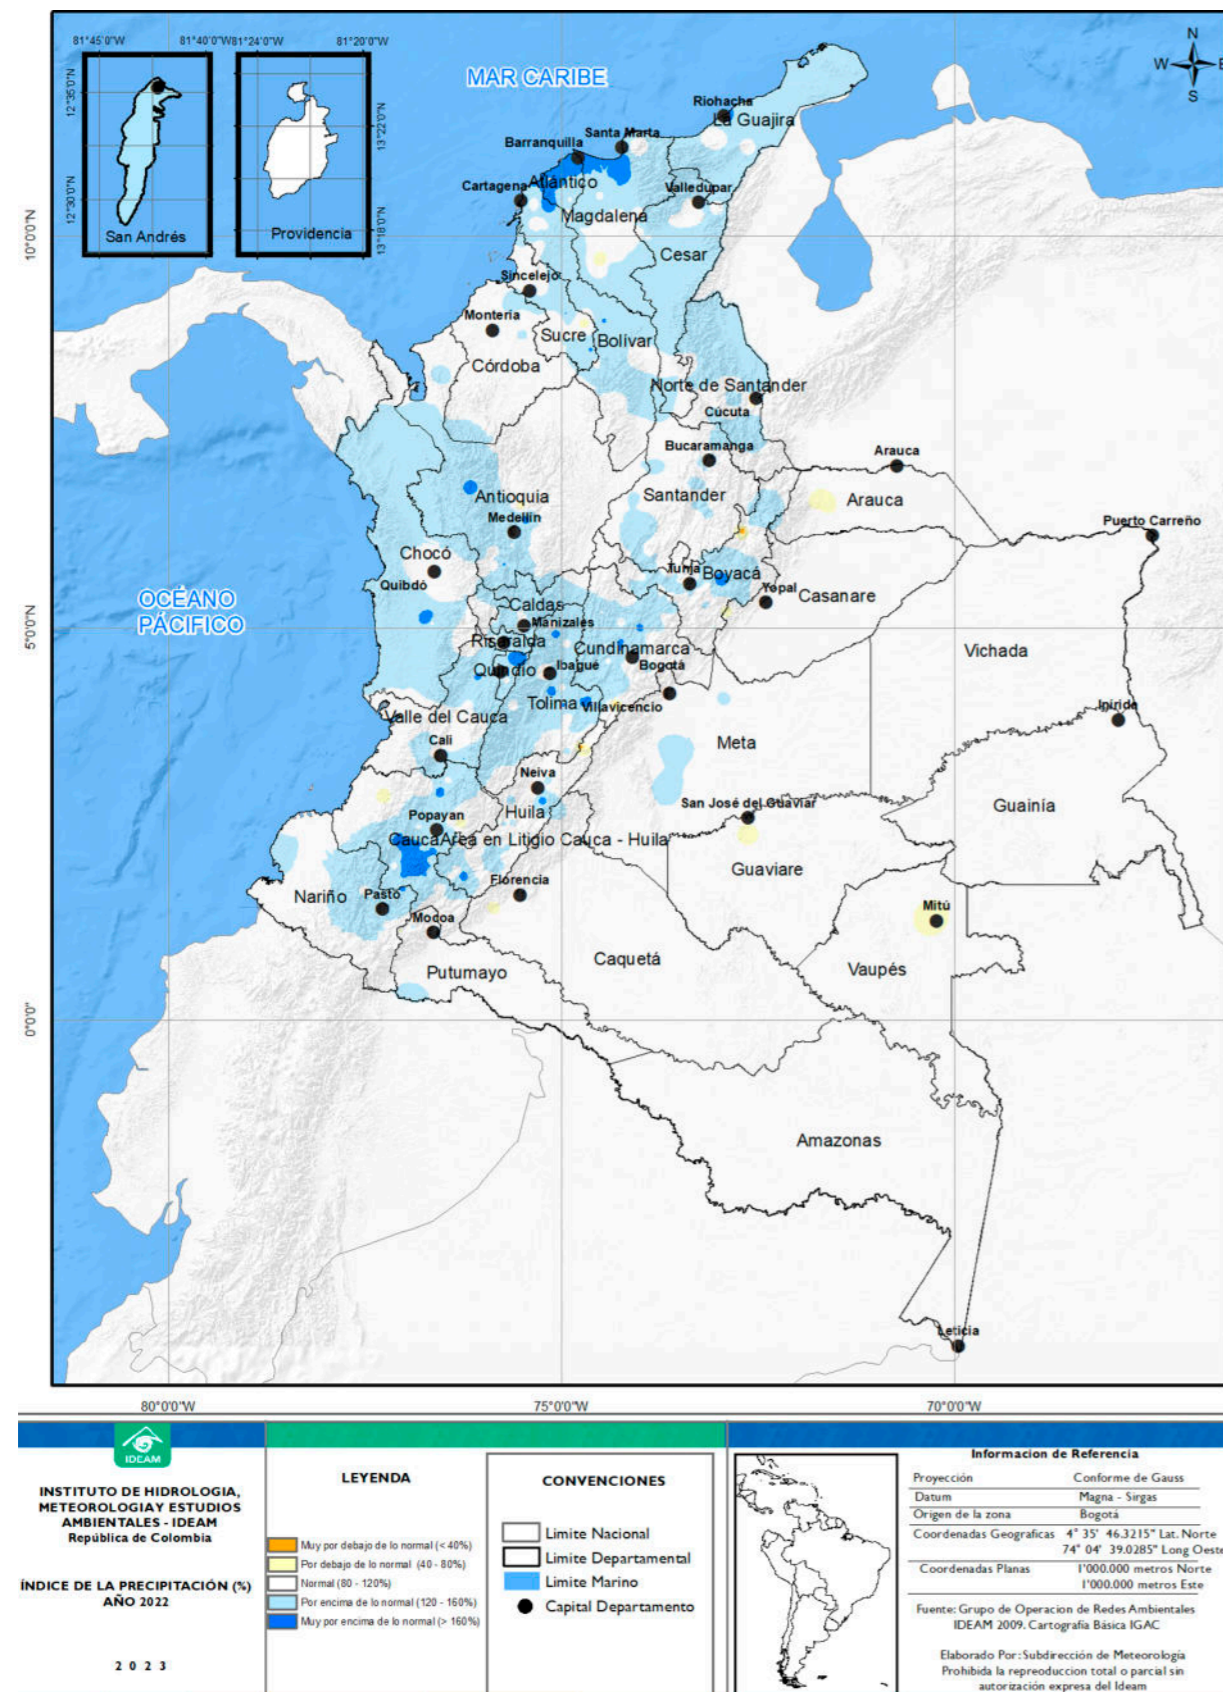 81°45'0"W
81°40'0"W
81°24'0"W
81°20'0"W
12°35'0"N
12°30'0"N
13°22'0"N
13°18'0"N
San Andrés
Providencia
MAR CARIBE
N
W
E
S
10°0'0"N
5°0'0"N
0°0'0"
Riohacha
La Guajira
Santa Marta
Barranquilla
Atlántico
Cartagena
Valledupar
Magdalena
Cesar
Sincelejo
Montería
Sucre
Bolívar
Córdoba
Norte de Santander
Cúcuta
Bucaramanga
Arauca
Santander
Arauca
Antioquia
Medellín
Puerto Carreño
Chocó
Quibdó
Tunja
Boyacá
Yopal
Casanare
OCÉANO
PÁCIFICO
Caldas
Manizales
Risaralda
Cundinamarca
Vichada
Quindío
Ibagué
Bogotá
Tolima
Villavicencio
Inírida
Valle del Cauca
Cali
Meta
Neiva
San José del Guaviar
Guainía
Huila
Popayan
Cauca
Area en Litigio Cauca - Huila
Guaviare
Florencia
Nariño
Pasto
Mitú
Mocoa
Caquetá
Vaupés
Putumayo
Amazonas
Leticia
80°0'0"W
75°0'0"W
70°0'0"W
IDEAM
INSTITUTO DE HIDROLOGIA,
METEOROLOGIA Y ESTUDIOS
AMBIENTALES - IDEAM
República de Colombia
ÍNDICE DE LA PRECIPITACIÓN (%)
AÑO 2022
2 0 2 3
LEYENDA
Muy por debajo de lo normal (< 40%)
Por debajo de lo normal (40 - 80%)
Normal (80 - 120%)
Por encima de lo normal (120 - 160%)
Muy por encima de lo normal (> 160%)
CONVENCIONES
Limite Nacional
Limite Departamental
Limite Marino
Capital Departamento
Informacion de Referencia
Proyección Conforme de Gauss
Datum Magna - Sirgas
Origen de la zona Bogotá
Coordenadas Geograficas 4° 35' 46.3215" Lat. Norte
74° 04' 39.0285" Long Oeste
Coordenadas Planas 1'000.000 metros Norte
1'000.000 metros Este
Fuente: Grupo de Operacion de Redes Ambientales
IDEAM 2009. Cartografía Básica IGAC
Elaborado Por: Subdirección de Meteorología
Prohibida la repreoduccion total o parcial sin
autorización expresa del Ideam